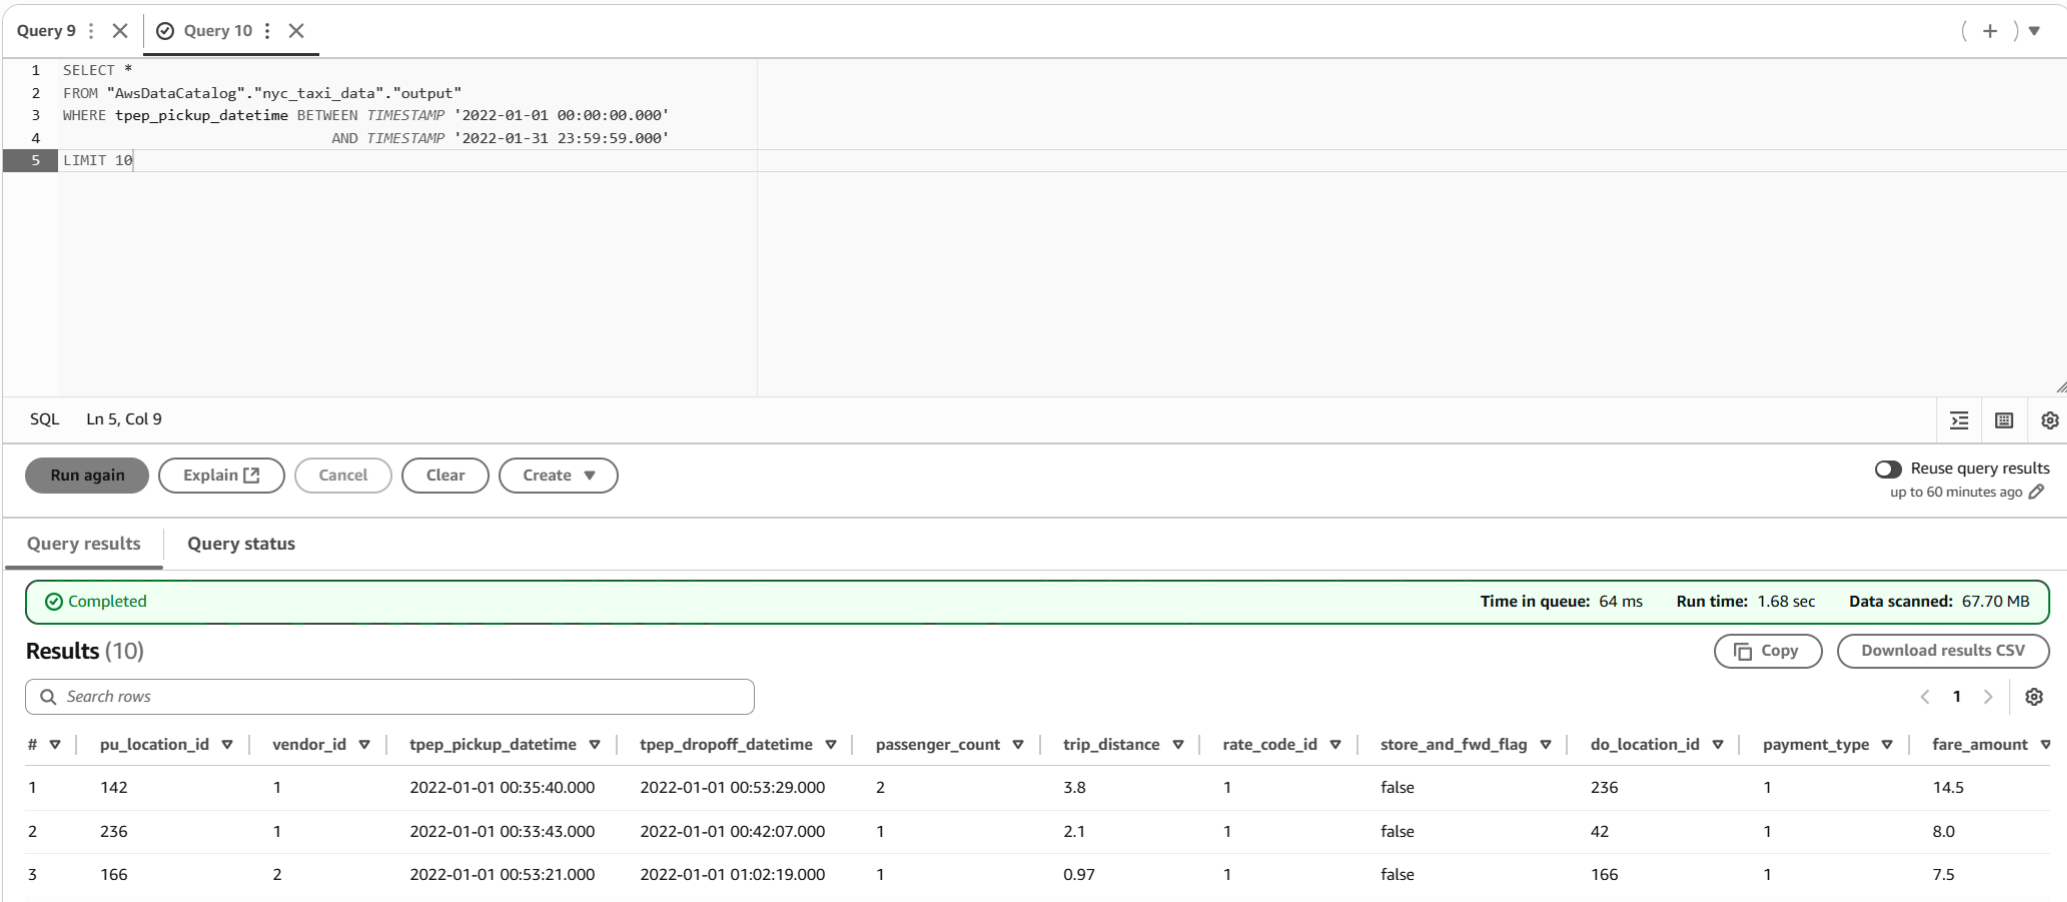 Query 9
Query 10
1 SELECT *
2 FROM "AwsDataCatalog"."nyc_taxi_data"."output"
3 WHERE tpep_pickup_datetime BETWEEN TIMESTAMP '2022-01-01 00:00:00.000'
4 AND TIMESTAMP '2022-01-31 23:59:59.000'
5 LIMIT 10
SQL Ln 5, Col 9
Run again Explain Cancel Clear Create
Reuse query results
up to 60 minutes ago
Query results Query status
Completed Time in queue: 64 ms Run time: 1.68 sec Data scanned: 67.70 MB
Results (10) Copy Download results CSV
Search rows 1
# pu_location_id vendor_id tpep_pickup_datetime tpep_dropoff_datetime passenger_count trip_distance rate_code_id store_and_fwd_flag do_location_id payment_type fare_amount
1 142 1 2022-01-01 00:35:40.000 2022-01-01 00:53:29.000 2 3.8 1 false 236 1 14.5
2 236 1 2022-01-01 00:33:43.000 2022-01-01 00:42:07.000 1 2.1 1 false 42 1 8.0
3 166 2 2022-01-01 00:53:21.000 2022-01-01 01:02:19.000 1 0.97 1 false 166 1 7.5